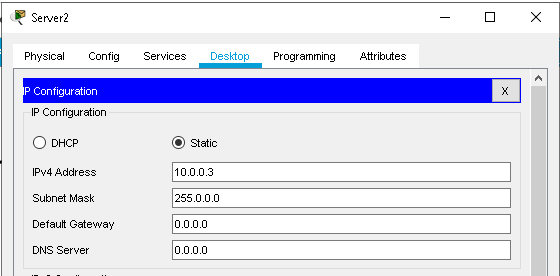 Server2
Physical Config Services Desktop Programming Attributes
IP Configuration
X
IP Configuration
DHCP
Static
IPv4 Address 10.0.0.3
Subnet Mask 255.0.0.0
Default Gateway 0.0.0.0
DNS Server 0.0.0.0